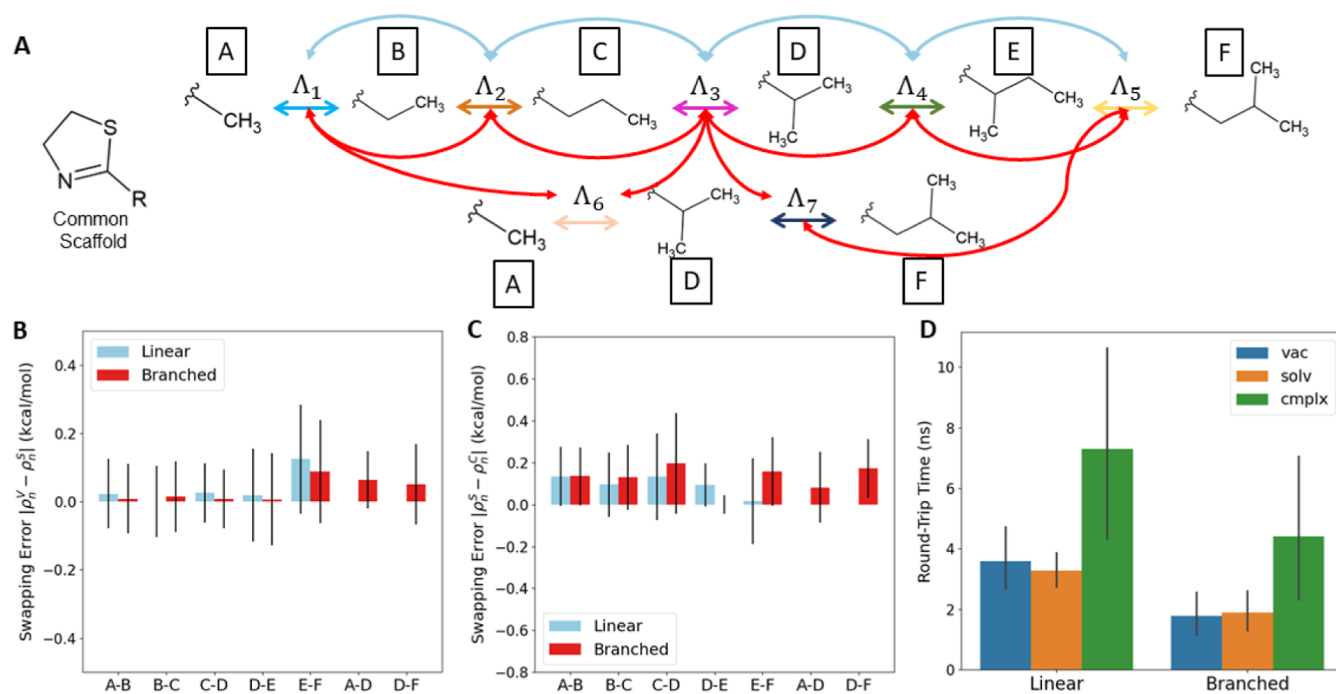 A
A
B
C
D
E
F
Λ1
Λ2
Λ3
Λ4
Λ5
CH3
CH3
CH3
CH3
H3C
CH3
CH3
CH3
CH3
S
N
R
Common
Scaffold
Λ6
Λ7
CH3
CH3
H3C
CH3
CH3
A
D
F
B
Swapping Error |ρₙⱽ − ρₙˢ| (kcal/mol)
0.4
0.2
0.0
−0.2
−0.4
Linear
Branched
A-B B-C C-D D-E E-F A-D D-F
C
Swapping Error |ρₙˢ − ρₙᶜ| (kcal/mol)
0.8
0.6
0.4
0.2
0.0
−0.2
−0.4
−0.6
−0.8
Linear
Branched
A-B B-C C-D D-E E-F A-D D-F
D
Round-Trip Time (ns)
10
8
6
4
2
0
vac
solv
cmplx
Linear Branched